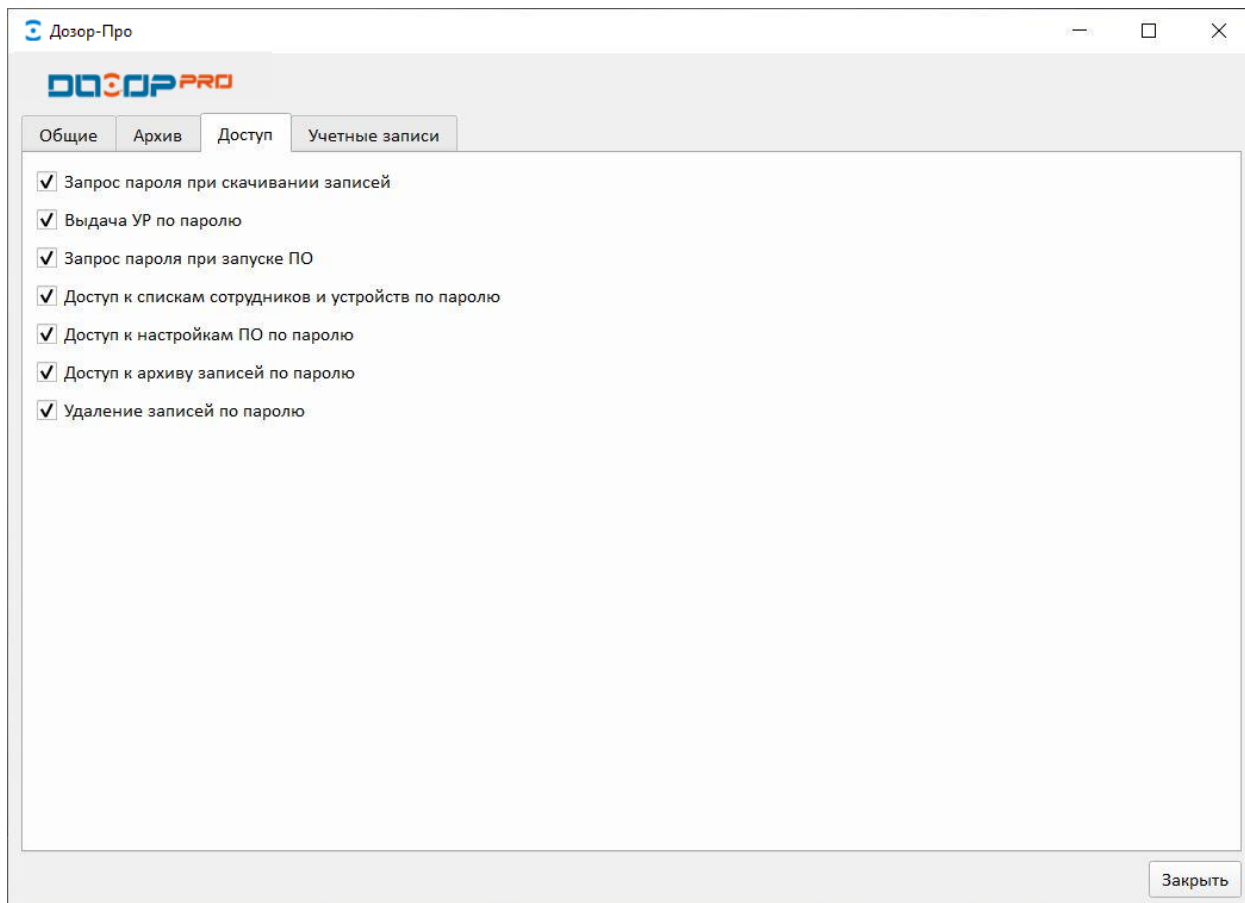 Дозор-Про
ДОЗОР PRO
Общие Архив Доступ Учетные записи
Запрос пароля при скачивании записей
Выдача УР по паролю
Запрос пароля при запуске ПО
Доступ к спискам сотрудников и устройств по паролю
Доступ к настройкам ПО по паролю
Доступ к архиву записей по паролю
Удаление записей по паролю
Закрыть